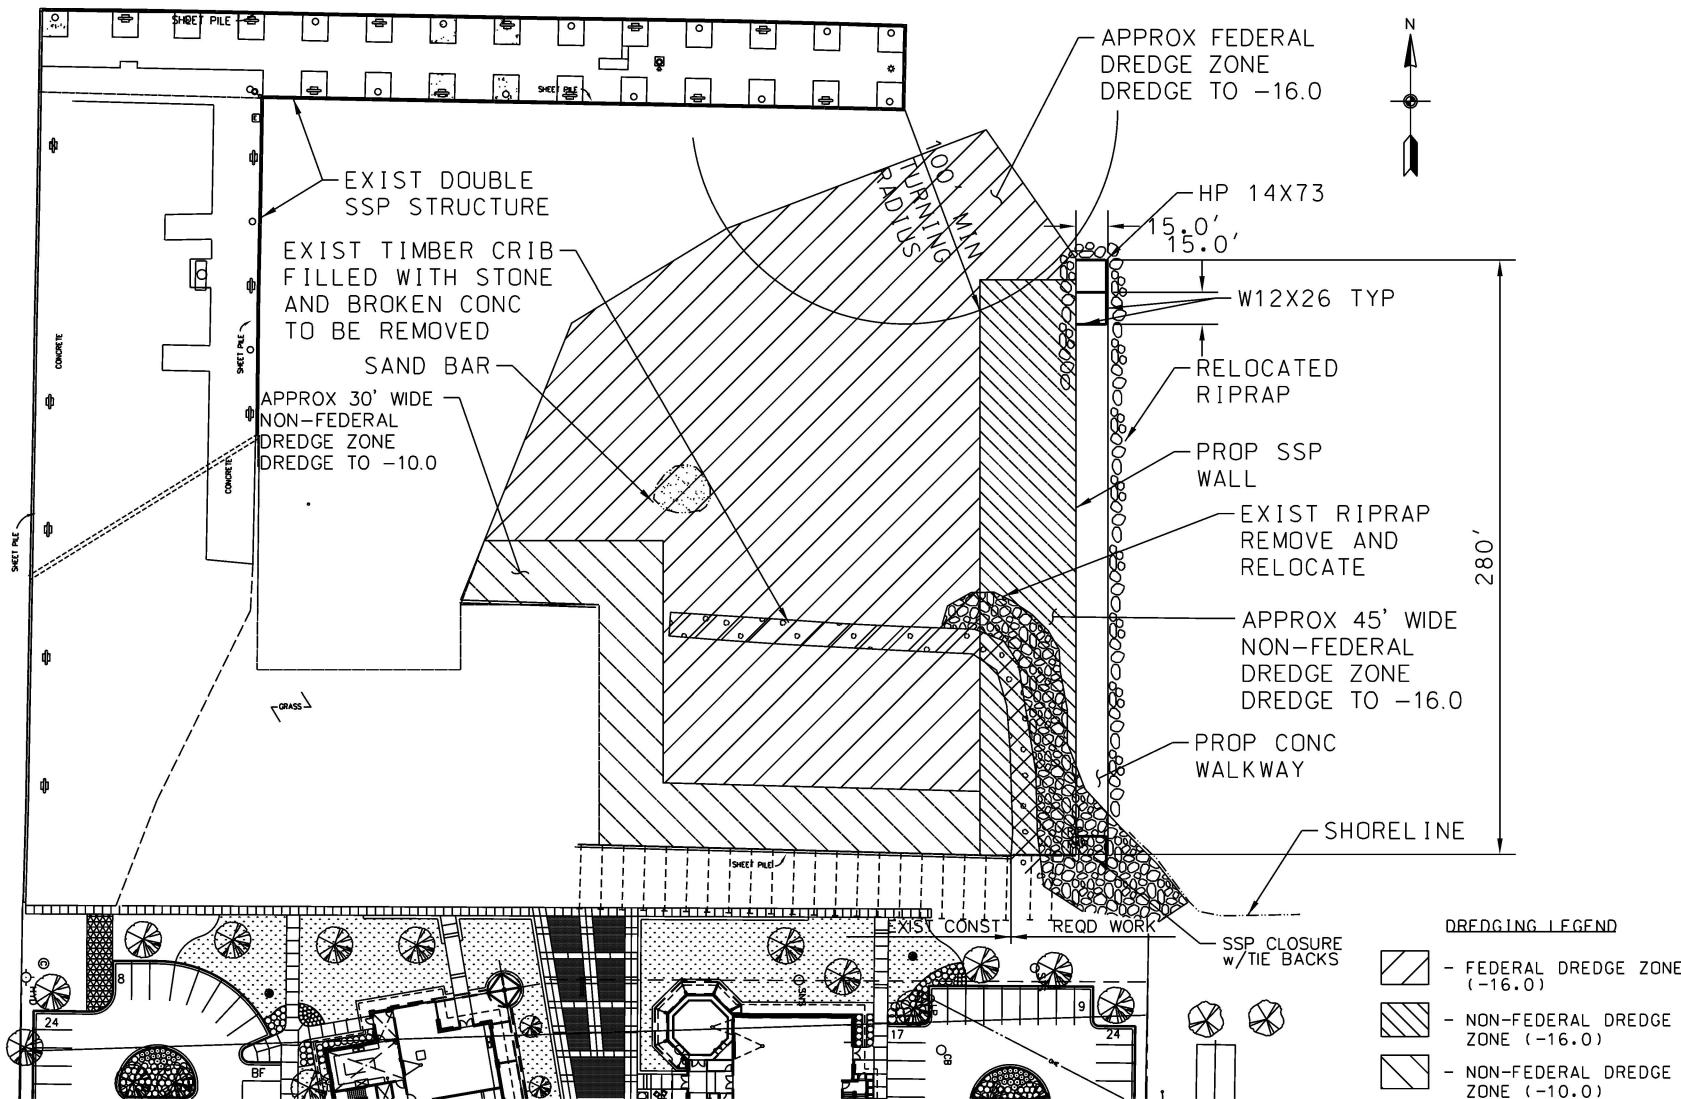 SHEET PILE
APPROX FEDERAL
DREDGE ZONE
DREDGE TO -16.0
N
SHEET PILE
EXIST DOUBLE
SSP STRUCTURE
100' MIN
TURNING
RADIUS
HP 14X73
15.0'
15.0'
EXIST TIMBER CRIB
FILLED WITH STONE
AND BROKEN CONC
TO BE REMOVED
W12X26 TYP
CONCRETE
SHEET PILE
SAND BAR
RELOCATED
RIPRAP
APPROX 30' WIDE
NON-FEDERAL
DREDGE ZONE
DREDGE TO -10.0
CONCRETE
PROP SSP
WALL
SHEET PILE
EXIST RIPRAP
REMOVE AND
RELOCATE
280'
APPROX 45' WIDE
NON-FEDERAL
DREDGE ZONE
DREDGE TO -16.0
GRASS
PROP CONC
WALKWAY
SHORELINE
SHEET PILE
EXIST CONST
REQD WORK
SSP CLOSURE
w/TIE BACKS
DREDGING LEGEND
- FEDERAL DREDGE ZONE
(-16.0)
- NON-FEDERAL DREDGE
ZONE (-16.0)
- NON-FEDERAL DREDGE
ZONE (-10.0)
8
24
BF
SNS
17
9
24
CB